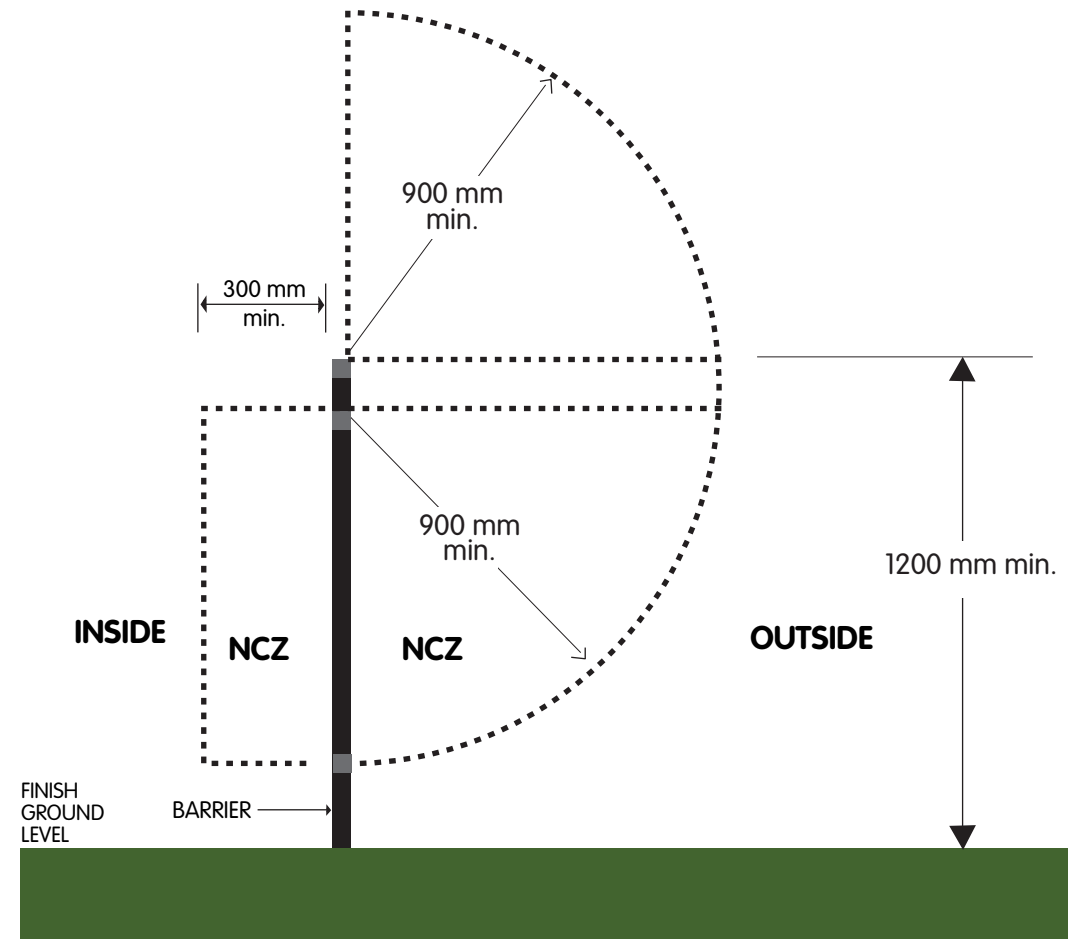 900 mm
min.
300 mm
min.
900 mm
min.
1200 mm min.
INSIDE
NCZ
NCZ
OUTSIDE
FINISH
GROUND
LEVEL
BARRIER